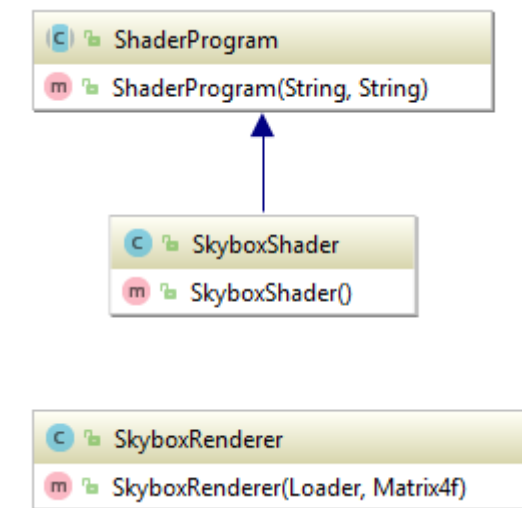 C ShaderProgram
m ShaderProgram(String, String)
C SkyboxShader
m SkyboxShader()
C SkyboxRenderer
m SkyboxRenderer(Loader, Matrix4f)